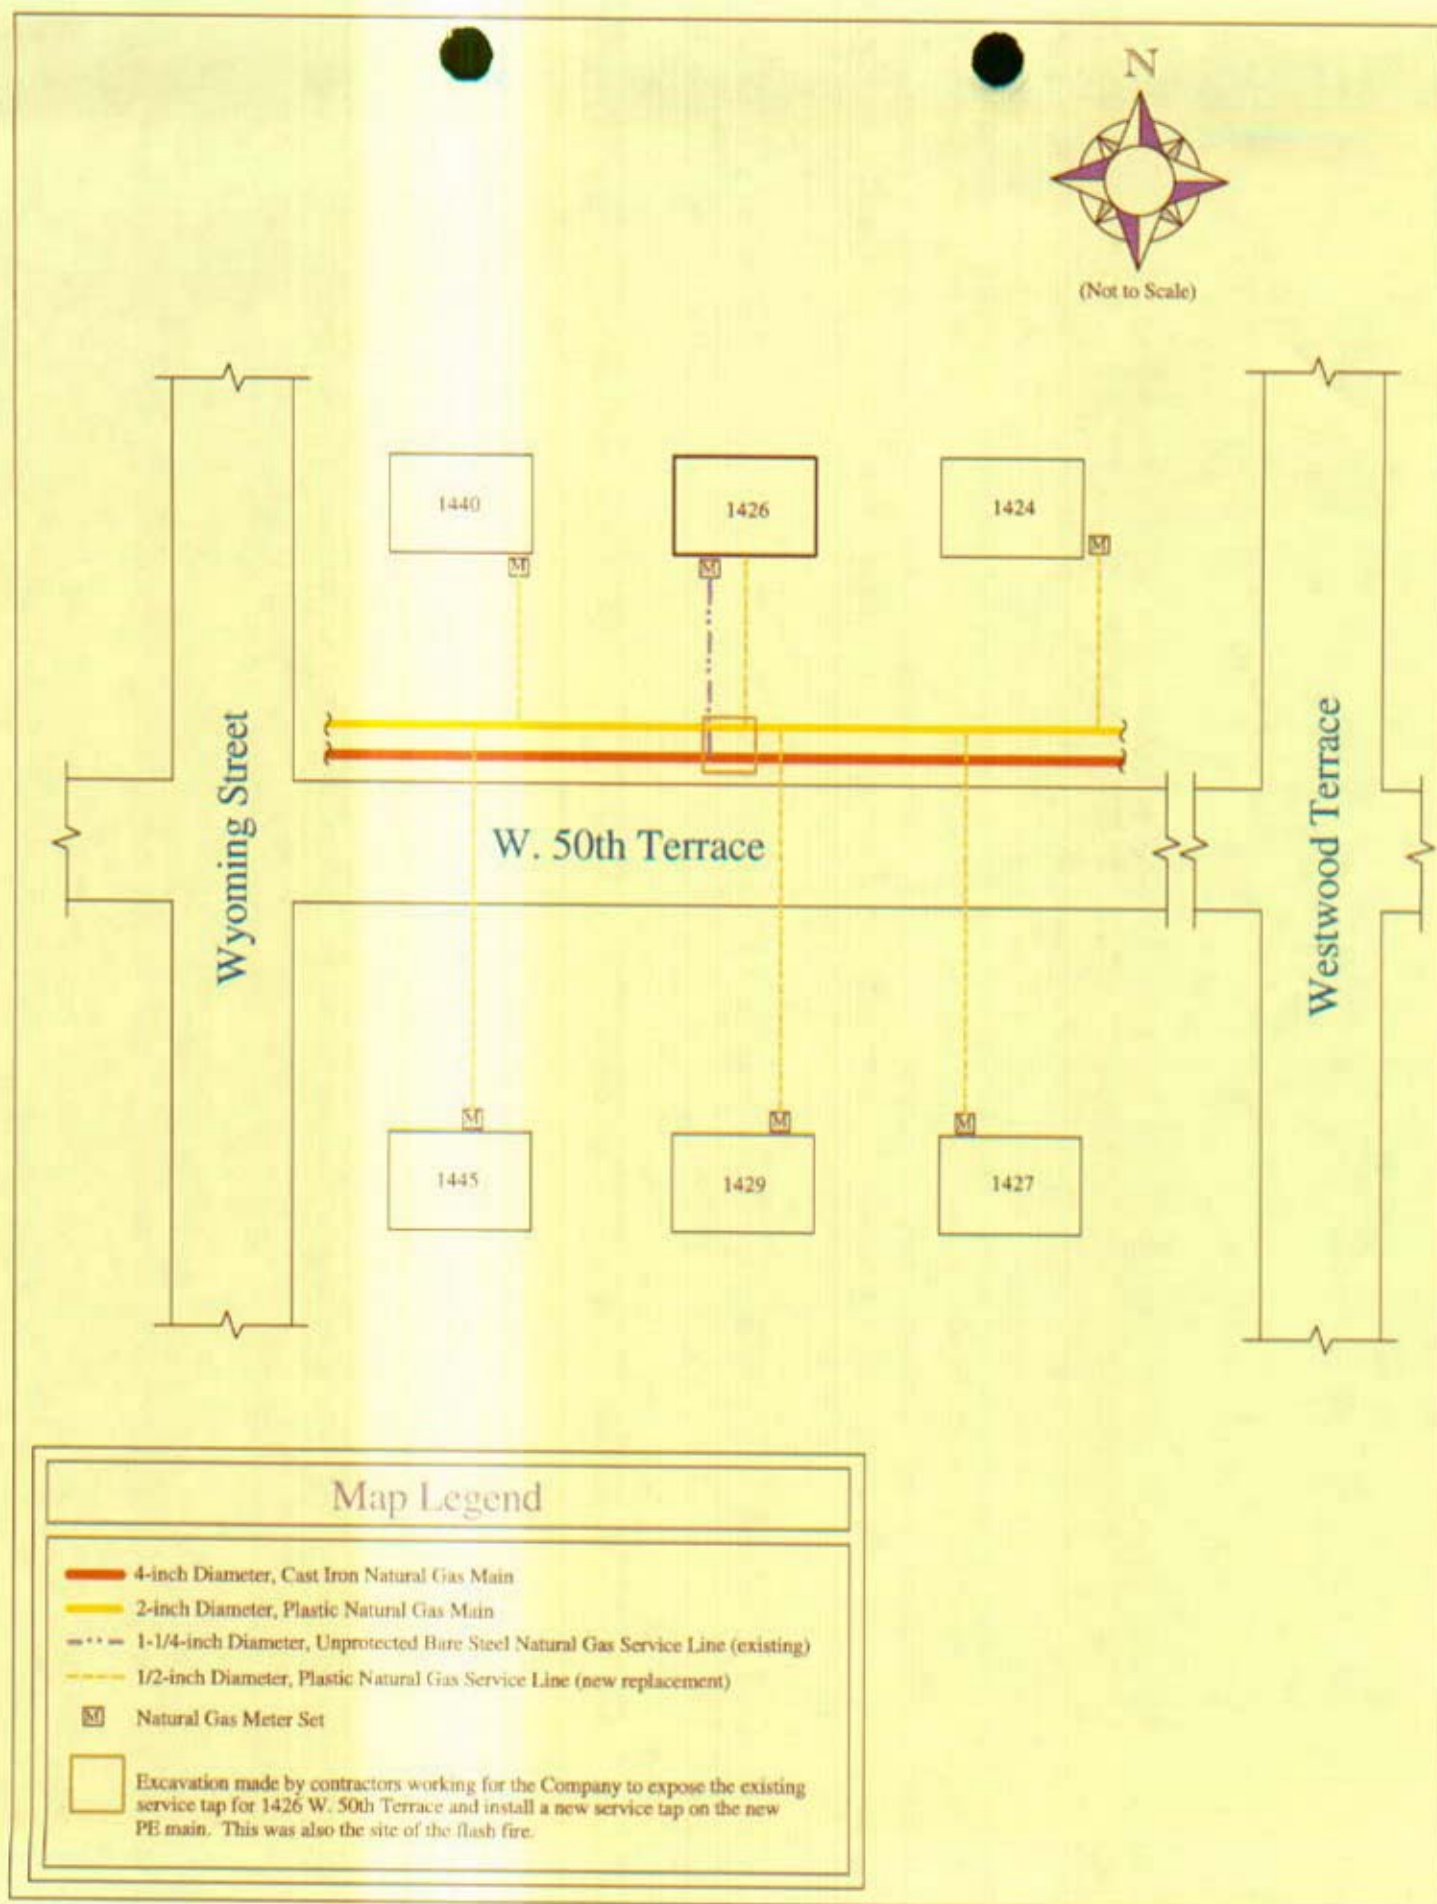 N
(Not to Scale)
1440
1426
1424
M
M
M
Wyoming Street
W. 50th Terrace
Westwood Terrace
M
M
M
1445
1429
1427
Map Legend
4-inch Diameter, Cast Iron Natural Gas Main
2-inch Diameter, Plastic Natural Gas Main
1-1/4-inch Diameter, Unprotected Bare Steel Natural Gas Service Line (existing)
1/2-inch Diameter, Plastic Natural Gas Service Line (new replacement)
M Natural Gas Meter Set
Excavation made by contractors working for the Company to expose the existing
service tap for 1426 W. 50th Terrace and install a new service tap on the new
PE main. This was also the site of the flash fire.